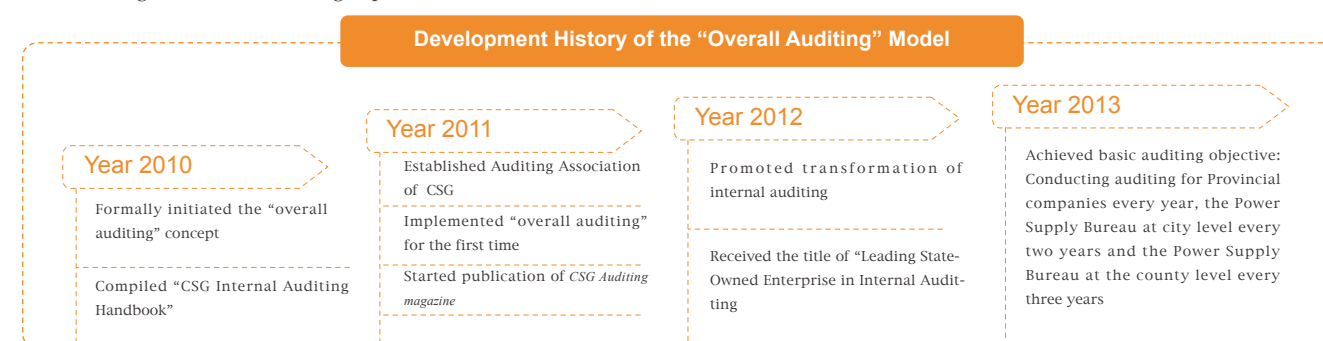 Development History of the “Overall Auditing” Model
Year 2010
Formally initiated the “overall
auditing” concept
Compiled “CSG Internal Auditing
Handbook”
Year 2011
Established Auditing Association
of CSG
Implemented “overall auditing”
for the first time
Started publication of CSG Auditing
magazine
Year 2012
Promoted transformation of
internal auditing
Received the title of “Leading State-
Owned Enterprise in Internal Audit-
ting
Year 2013
Achieved basic auditing objective:
Conducting auditing for Provincial
companies every year, the Power
Supply Bureau at city level every
two years and the Power Supply
Bureau at the county level every
three years